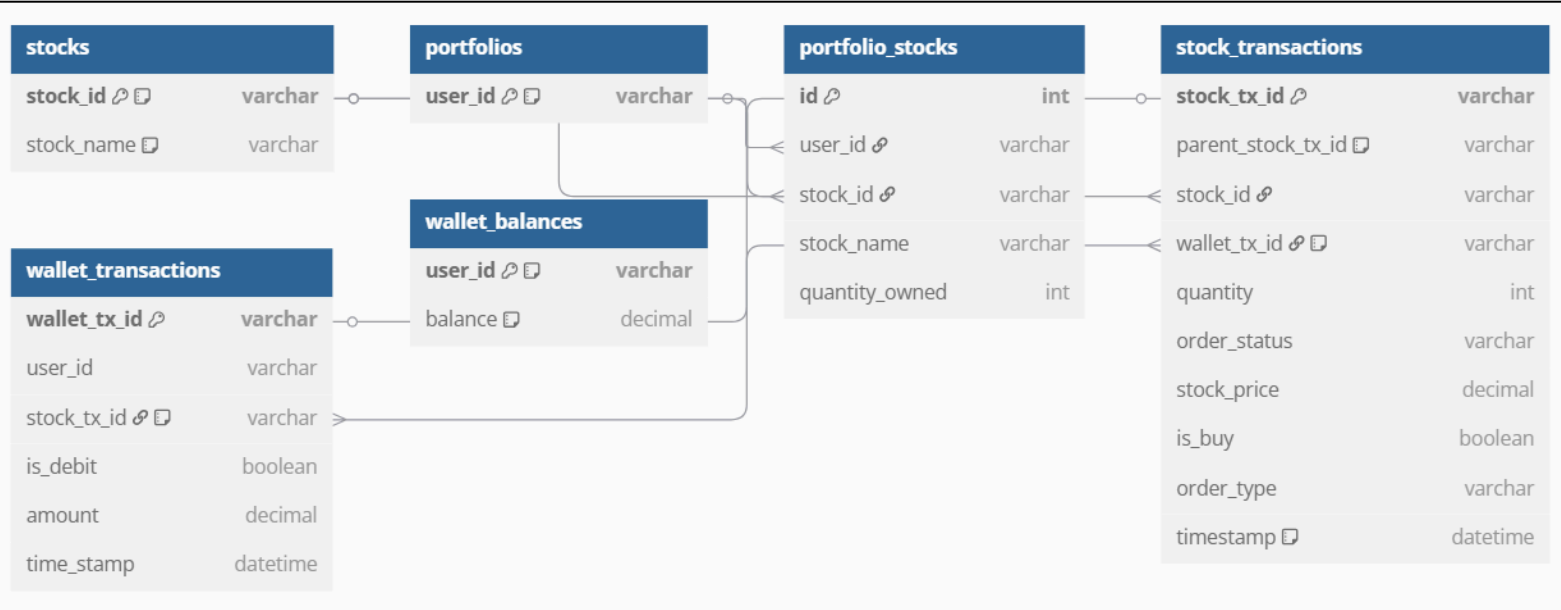 stocks
stock_id varchar
stock_name varchar
portfolios
user_id varchar
portfolio_stocks
id int
user_id varchar
stock_id varchar
stock_name varchar
quantity_owned int
stock_transactions
stock_tx_id varchar
parent_stock_tx_id varchar
stock_id varchar
wallet_tx_id varchar
quantity int
order_status varchar
stock_price decimal
is_buy boolean
order_type varchar
timestamp datetime
wallet_balances
user_id varchar
balance decimal
wallet_transactions
wallet_tx_id varchar
user_id varchar
stock_tx_id varchar
is_debit boolean
amount decimal
time_stamp datetime